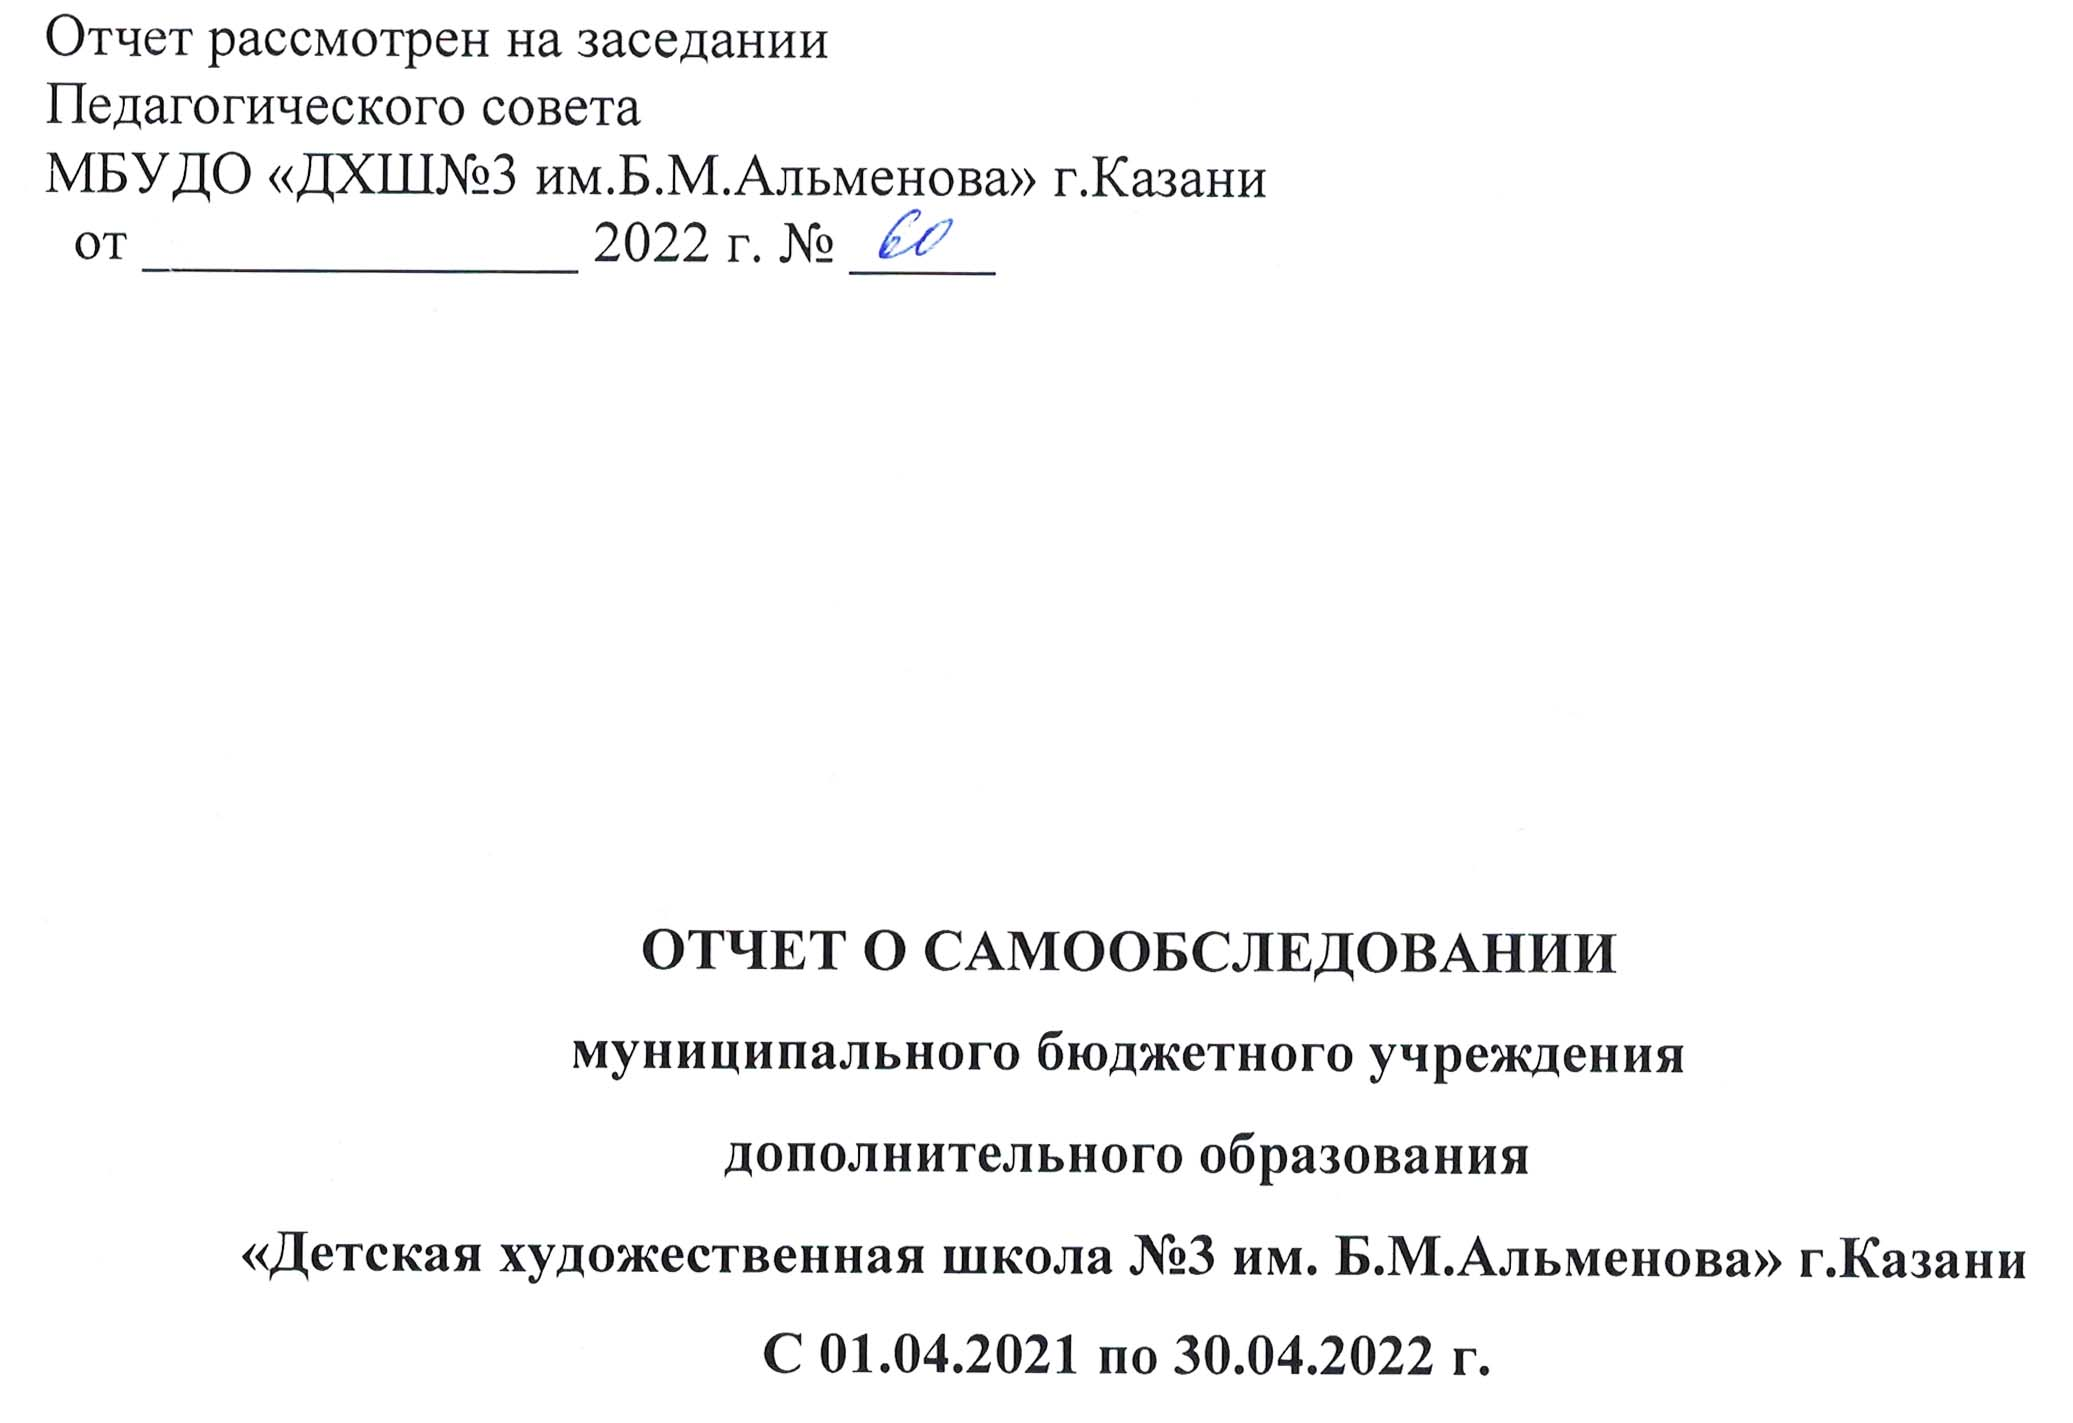 Отчет рассмотрен на заседании
Педагогического совета
МБУДО «ДХШ№3 им.Б.М.Альменова» г.Казани
от _______________ 2022 г. № 60
ОТЧЕТ О САМООБСЛЕДОВАНИИ
муниципального бюджетного учреждения
дополнительного образования
«Детская художественная школа №3 им. Б.М.Альменова» г.Казани
С 01.04.2021 по 30.04.2022 г.